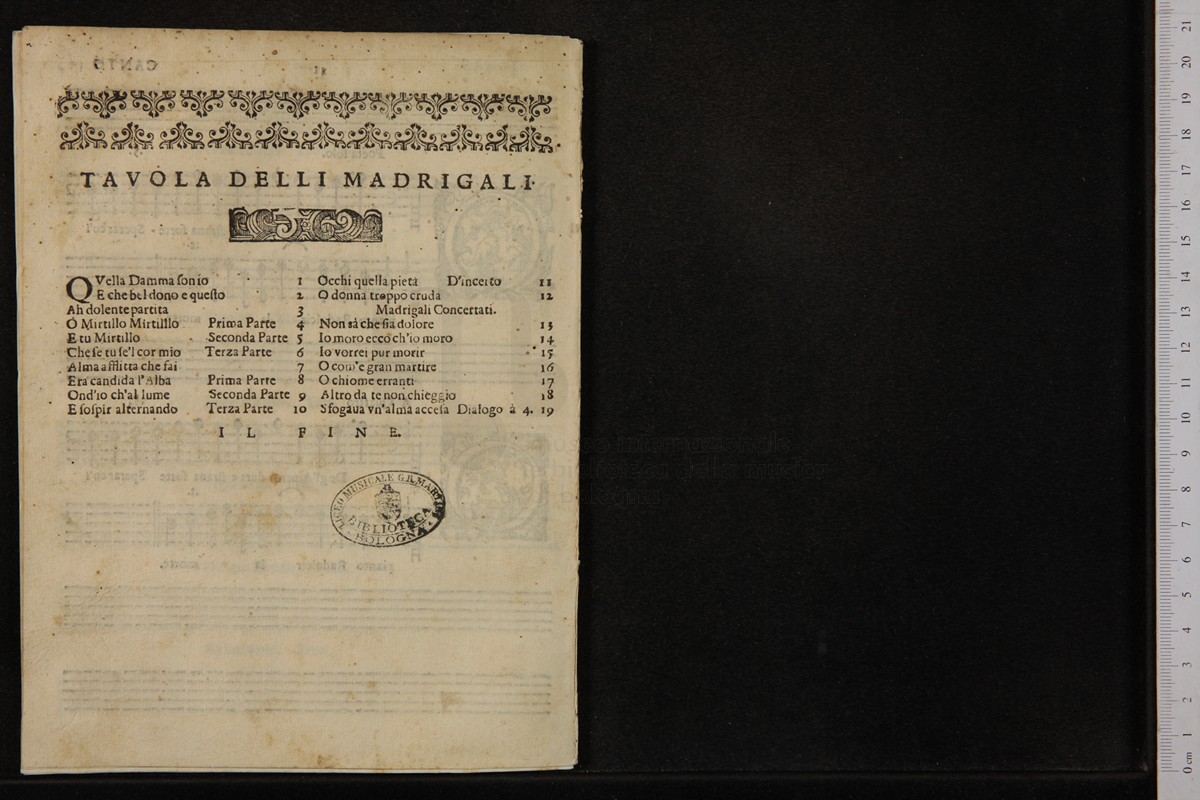 TAVOLA DELLI MADRIGALI.
QVella Damma ſon io 1
E che bel dono e queſto 2
Ah dolente partita 3
O Mirtillo Mirtilllo Prima Parte 4
E tu Mirtillo Seconda Parte 5
Che ſe tu ſe'l cor mio Terza Parte 6
Alma afflitta che fai 7
Era candida l'Alba Prima Parte 8
Ond'io ch'al lume Seconda Parte 9
E ſoſpir alternando Terza Parte 10
Occhi quella pietà D'incerto 11
O donna troppo cruda 12
Madrigali Concertati.
Non sà che ſia dolore 13
Io moro ecco ch'io moro 14
Io vorrei pur morir 15
O com'e gran martire 16
O chiome erranti 17
Altro da te non chieggio 18
Sfogaua vn'alma acceſa Dialogo à 4. 19
IL FINE.
LICEO MUSICALE G.B. MARTINI
BIBLIOTECA
BOLOGNA